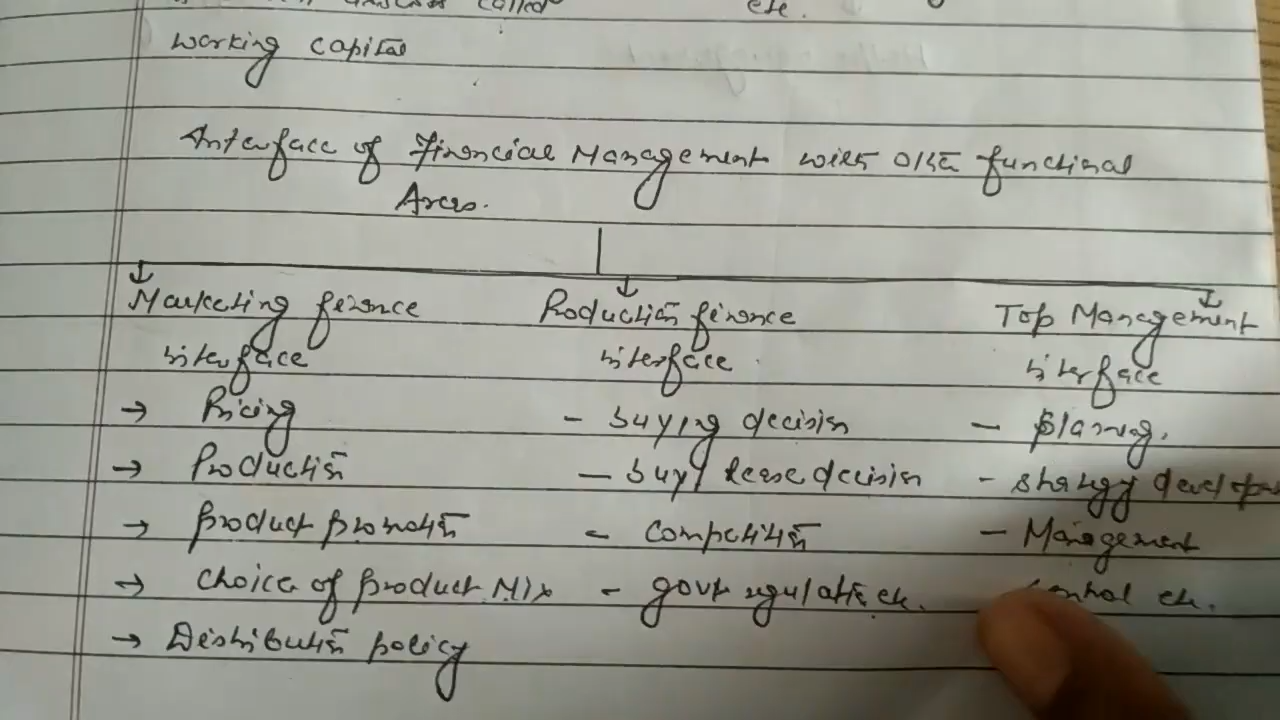 called
etc.
working capital
Interface of Financial Management with other functional
Areas.
Marketing finance
interface
→ Pricing
→ Production
→ product promotion
→ choice of product Mix
→ Distribution policy
Production finance
interface
- buying decision
- buy/lease decision
- competition
- govt regulation etc.
Top Management
interface
- planning.
- strategy develop
- Management
control etc.